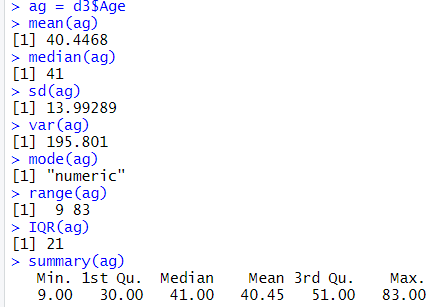 > ag = d3$Age
> mean(ag)
[1] 40.4468
> median(ag)
[1] 41
> sd(ag)
[1] 13.99289
> var(ag)
[1] 195.801
> mode(ag)
[1] "numeric"
> range(ag)
[1]  9 83
> IQR(ag)
[1] 21
> summary(ag)
   Min. 1st Qu.  Median    Mean 3rd Qu.    Max.
   9.00   30.00   41.00   40.45   51.00   83.00